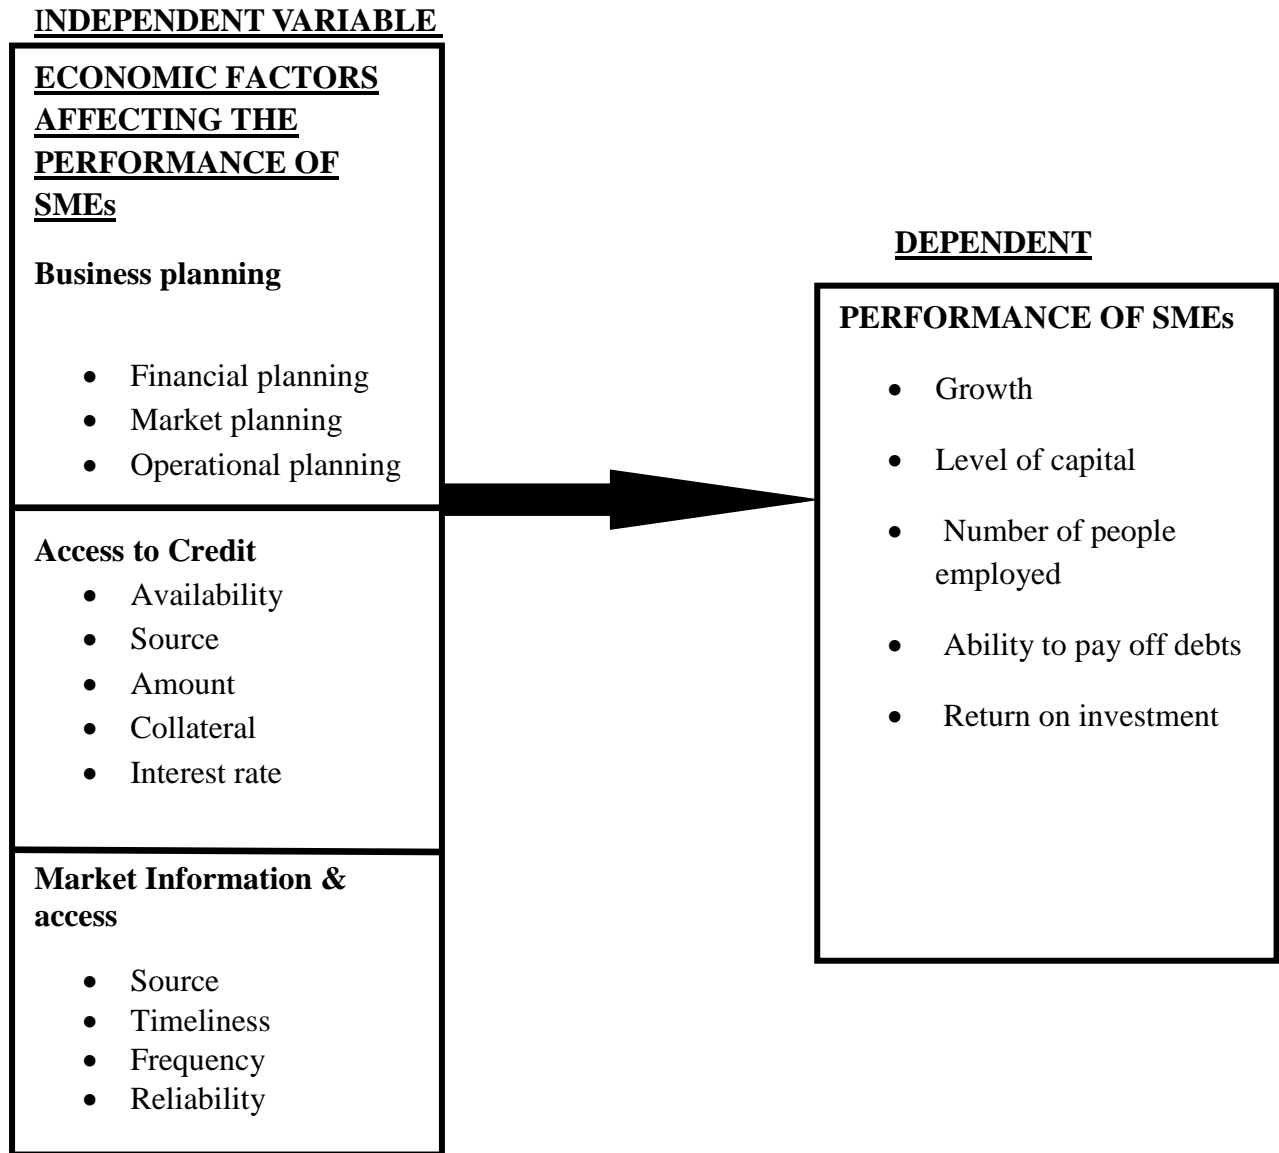 INDEPENDENT VARIABLE
ECONOMIC FACTORS
AFFECTING THE
PERFORMANCE OF
SMEs
Business planning
• Financial planning
• Market planning
• Operational planning
Access to Credit
• Availability
• Source
• Amount
• Collateral
• Interest rate
Market Information &
access
• Source
• Timeliness
• Frequency
• Reliability
DEPENDENT
PERFORMANCE OF SMEs
• Growth
• Level of capital
• Number of people
employed
• Ability to pay off debts
• Return on investment